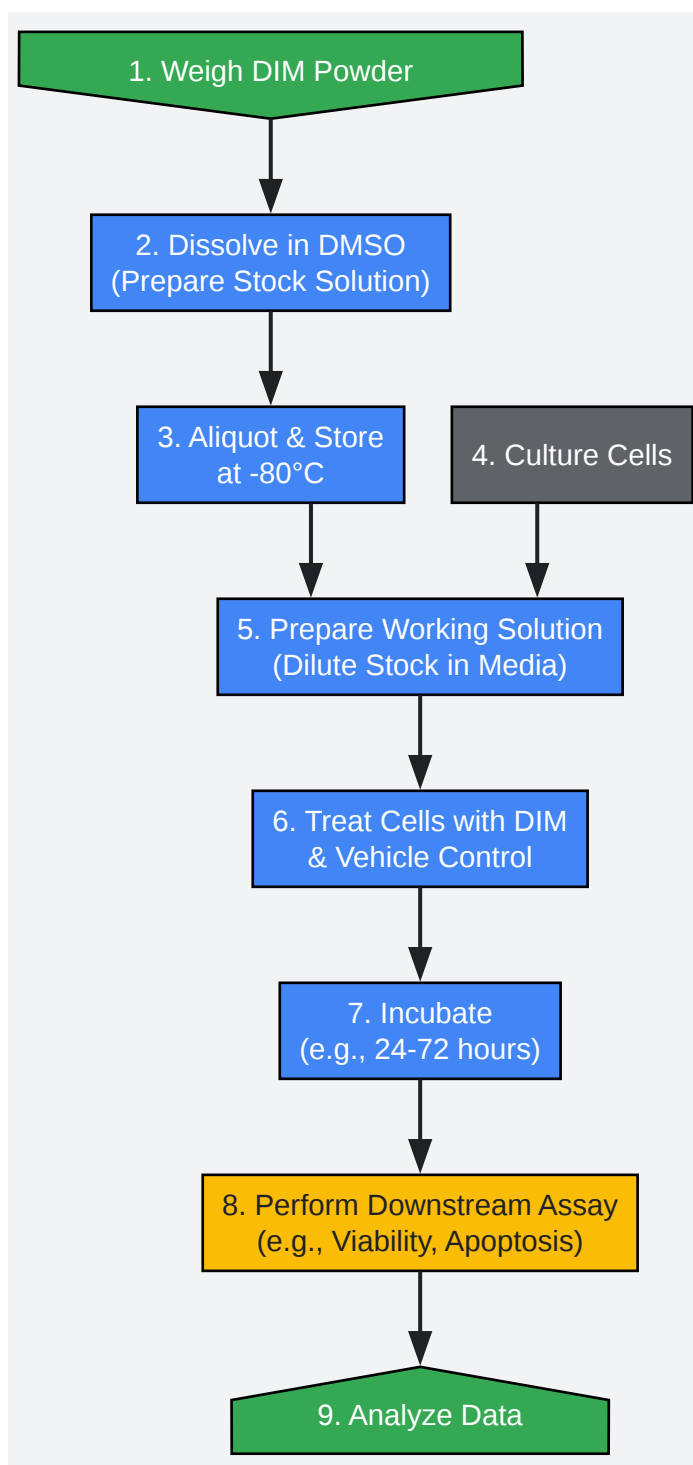 1. Weigh DIM Powder
2. Dissolve in DMSO
(Prepare Stock Solution)
3. Aliquot & Store
at -80°C
4. Culture Cells
5. Prepare Working Solution
(Dilute Stock in Media)
6. Treat Cells with DIM
& Vehicle Control
7. Incubate
(e.g., 24-72 hours)
8. Perform Downstream Assay
(e.g., Viability, Apoptosis)
9. Analyze Data